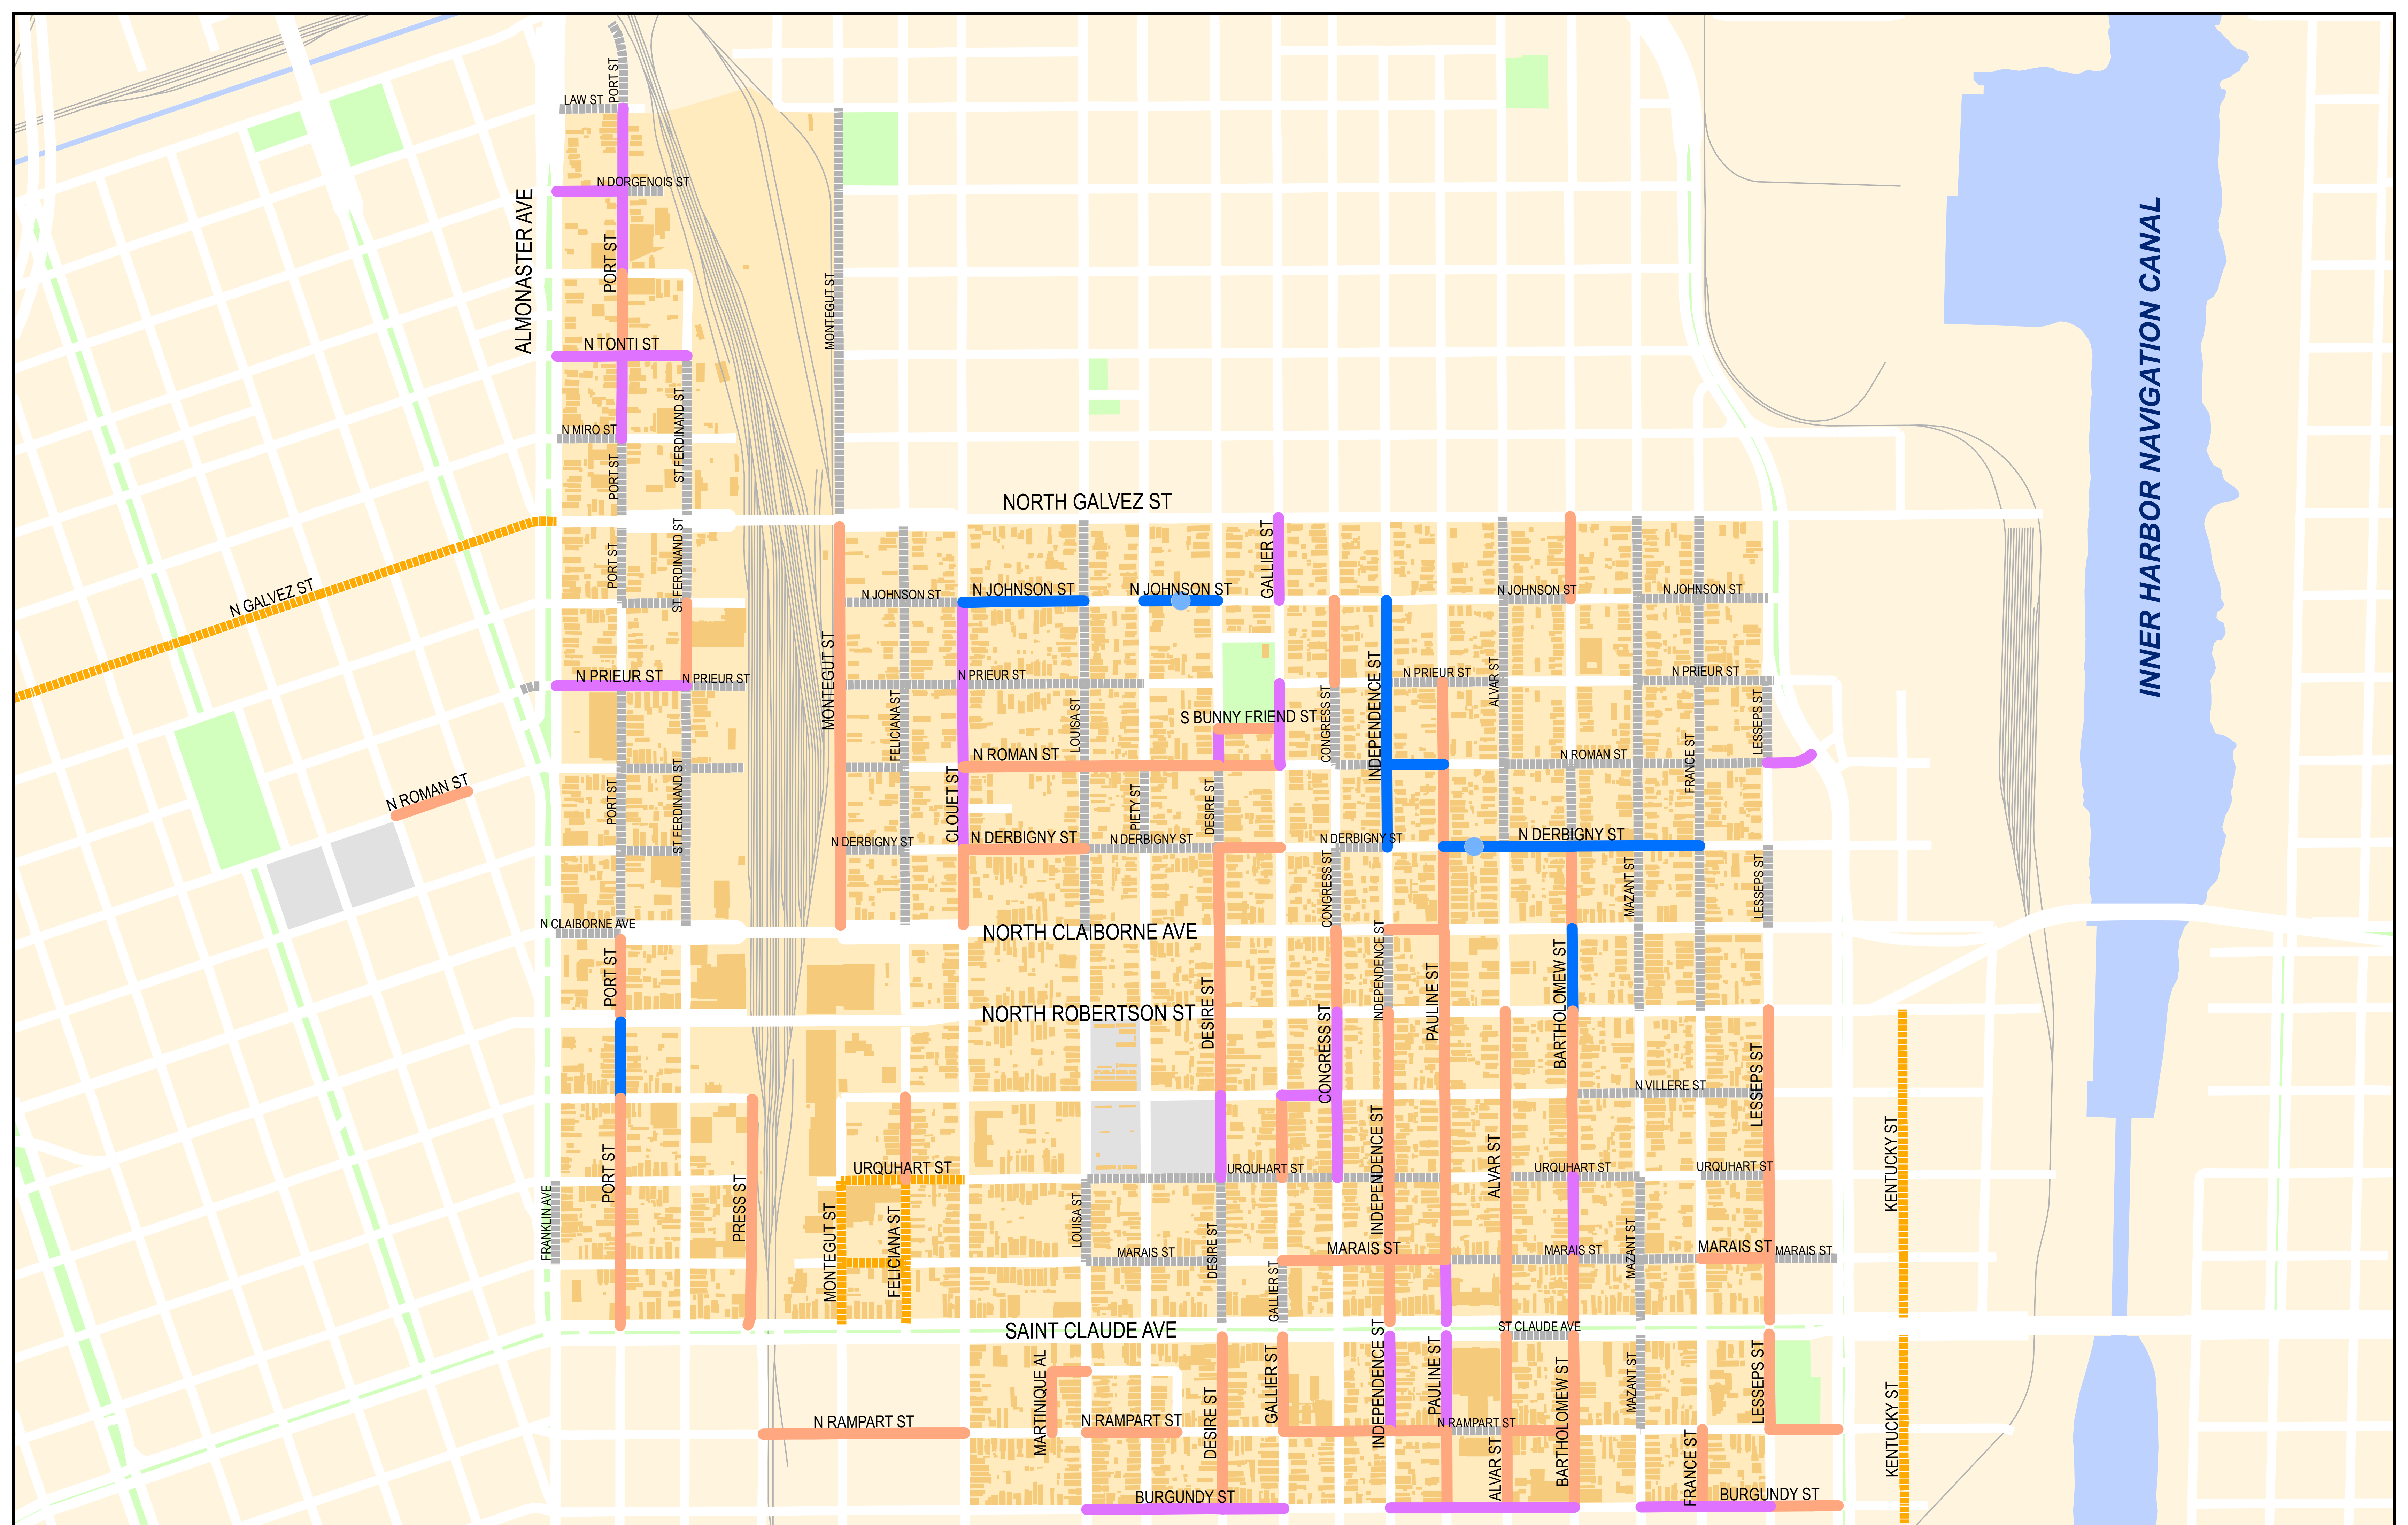 PORT ST
LAW ST
N DORGENOIS ST
ALMONASTER AVE
PORT ST
MONTEGUT ST
INNER HARBOR NAVIGATION CANAL
N TONTI ST
ST FERDINAND ST
N MIRO ST
PORT ST
NORTH GALVEZ ST
ST FERDINAND ST
PORT ST
GALLIER ST
N GALVEZ ST
N JOHNSON ST
N JOHNSON ST
N JOHNSON ST
N JOHNSON ST
N JOHNSON ST
N PRIEUR ST
N PRIEUR ST
MONTEGUT ST
N PRIEUR ST
INDEPENDENCE ST
N PRIEUR ST
ALVAR ST
N PRIEUR ST
FELICIANA ST
LOUISA ST
S BUNNY FRIEND ST
CONGRESS ST
LESSEPS ST
N ROMAN ST
N ROMAN ST
N ROMAN ST
FRANCE ST
PORT ST
ST FERDINAND ST
CLOUET ST
PIETY ST
DESIRE ST
N DERBIGNY ST
N DERBIGNY ST
N DERBIGNY ST
N DERBIGNY ST
N DERBIGNY ST
CONGRESS ST
MAZANT ST
LESSEPS ST
N CLAIBORNE AVE
NORTH CLAIBORNE AVE
PORT ST
INDEPENDENCE ST
PAULINE ST
BARTHOLOMEW ST
NORTH ROBERTSON ST
DESIRE ST
CONGRESS ST
LESSEPS ST
N VILLERE ST
PORT ST
URQUHART ST
URQUHART ST
URQUHART ST
URQUHART ST
INDEPENDENCE ST
ALVAR ST
KENTUCKY ST
FRANKLIN AVE
PRESS ST
MONTEGUT ST
FELICIANA ST
LOUISA ST
MARAIS ST
DESIRE ST
GALLIER ST
MARAIS ST
MARAIS ST
MAZANT ST
MARAIS ST
MARAIS ST
SAINT CLAUDE AVE
ST CLAUDE AVE
MARTINIQUE AL
DESIRE ST
GALLIER ST
INDEPENDENCE ST
PAULINE ST
BARTHOLOMEW ST
MAZANT ST
LESSEPS ST
KENTUCKY ST
N RAMPART ST
N RAMPART ST
N RAMPART ST
ALVAR ST
FRANCE ST
BURGUNDY ST
BURGUNDY ST